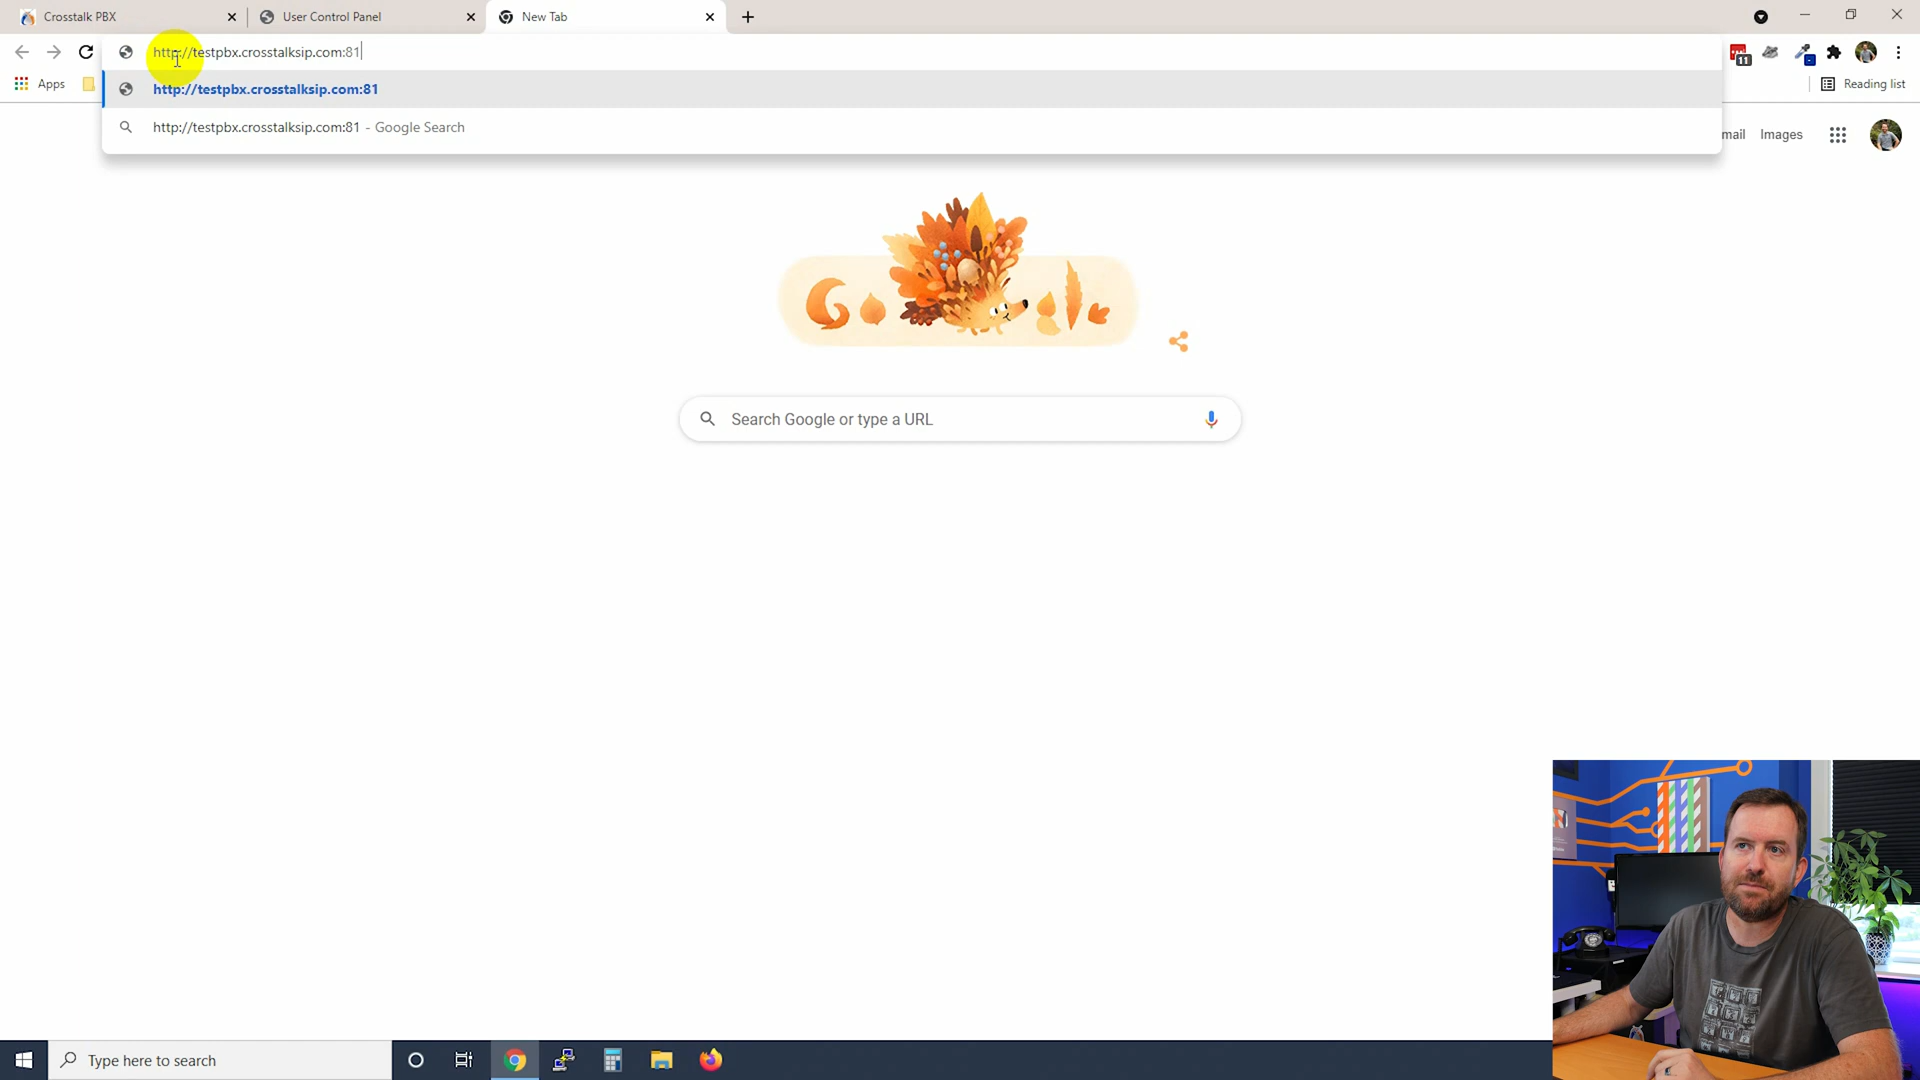 Crosstalk PBX
User Control Panel
New Tab
http://testpbx.crosstalksip.com:81
11
Apps
Reading list
http://testpbx.crosstalksip.com:81
http://testpbx.crosstalksip.com:81 - Google Search
mail
Images
Search Google or type a URL
Type here to search